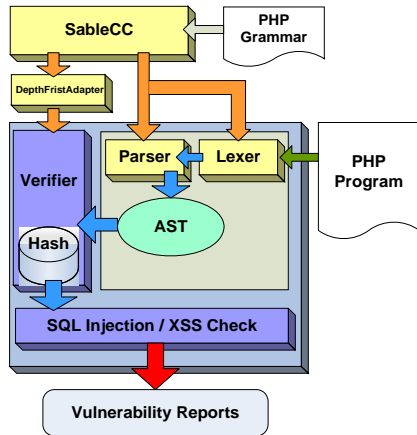 SableCC
PHP
Grammar
DepthFristAdapter
Parser
Lexer
PHP
Program
Verifier
AST
Hash
SQL Injection / XSS Check
Vulnerability Reports